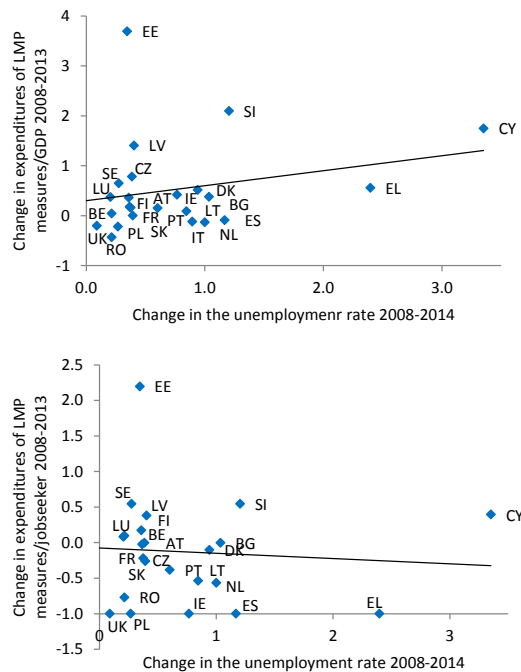 Change in expenditures of LMP
measures/GDP 2008-2013
4
3
2
1
0
-1
EE
SI
CY
LV
SE
CZ
LU
EL
FI
AT
IE
DK
BG
BE
FR
PT
LT
ES
UK
PL
SK
IT
NL
RO
0.0
1.0
2.0
3.0
Change in the unemploymenr rate 2008-2014
Change in expenditures of LMP
measures/jobseeker 2008-2013
2.5
2.0
1.5
1.0
0.5
0.0
-0.5
-1.0
-1.5
EE
SE
LV
SI
CY
LU
FI
BE
AT
DK
BG
FR
CZ
SK
PT
LT
NL
RO
IE
ES
EL
UK
PL
0
1
2
3
Change in the unemployment rate 2008-2014